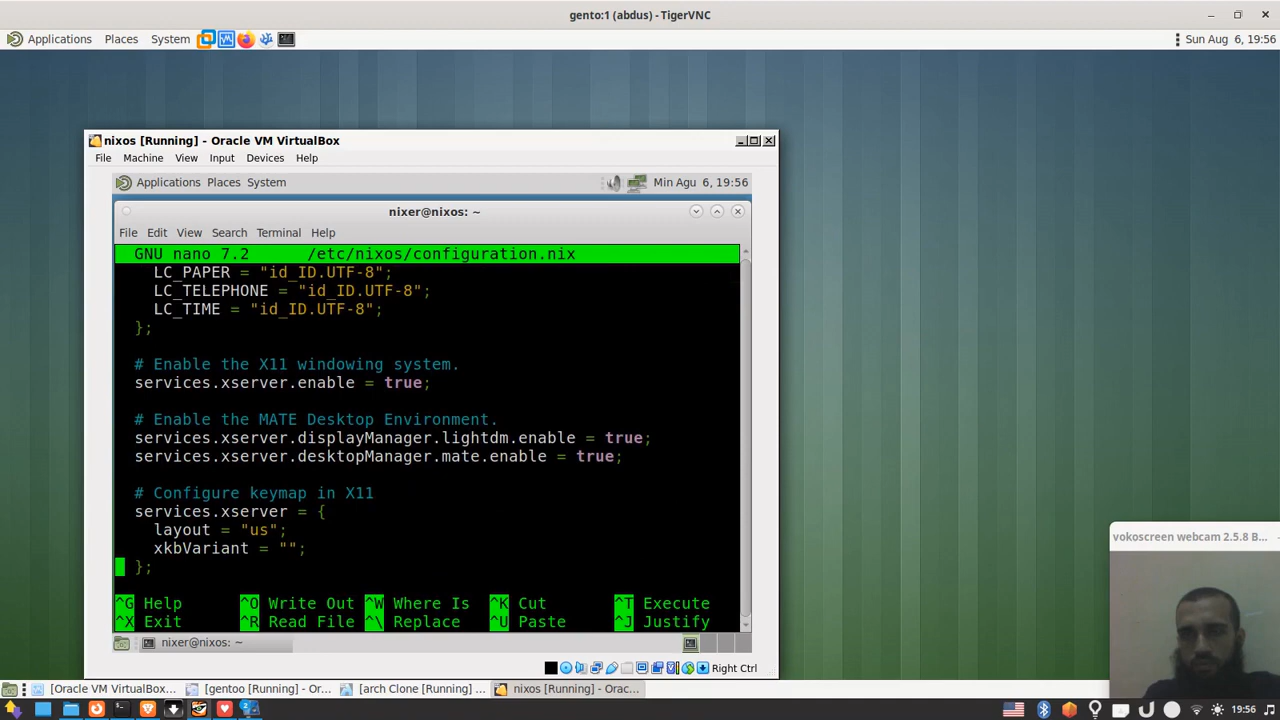 gento:1 (abdus) - TigerVNC
Applications Places System
Sun Aug 6, 19:56
nixos [Running] - Oracle VM VirtualBox
File Machine View Input Devices Help
Applications Places System
Min Agu 6, 19:56
nixer@nixos: ~
File Edit View Search Terminal Help
GNU nano 7.2 /etc/nixos/configuration.nix
LC_PAPER = "id_ID.UTF-8";
LC_TELEPHONE = "id_ID.UTF-8";
LC_TIME = "id_ID.UTF-8";
};
# Enable the X11 windowing system.
services.xserver.enable = true;
# Enable the MATE Desktop Environment.
services.xserver.displayManager.lightdm.enable = true;
services.xserver.desktopManager.mate.enable = true;
# Configure keymap in X11
services.xserver = {
layout = "us";
xkbVariant = "";
};
^G Help ^O Write Out ^W Where Is ^K Cut ^T Execute
^X Exit ^R Read File ^\ Replace ^U Paste ^J Justify
nixer@nixos: ~
Right Ctrl
vokoscreen webcam 2.5.8 B...
[Oracle VM VirtualBox... [gentoo [Running] - Or... [arch Clone [Running] ... nixos [Running] - Orac...
19:56